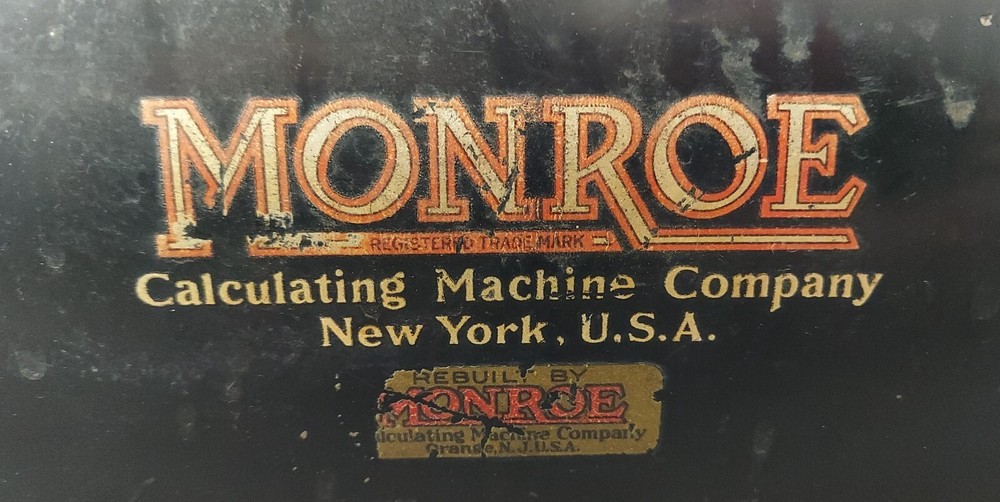 MONROE
REGISTERED TRADE MARK
Calculating Machine Company
New York, U.S.A.
REBUILT BY
MONROE
Calculating Machine Company
Orange, N.J. U.S.A.